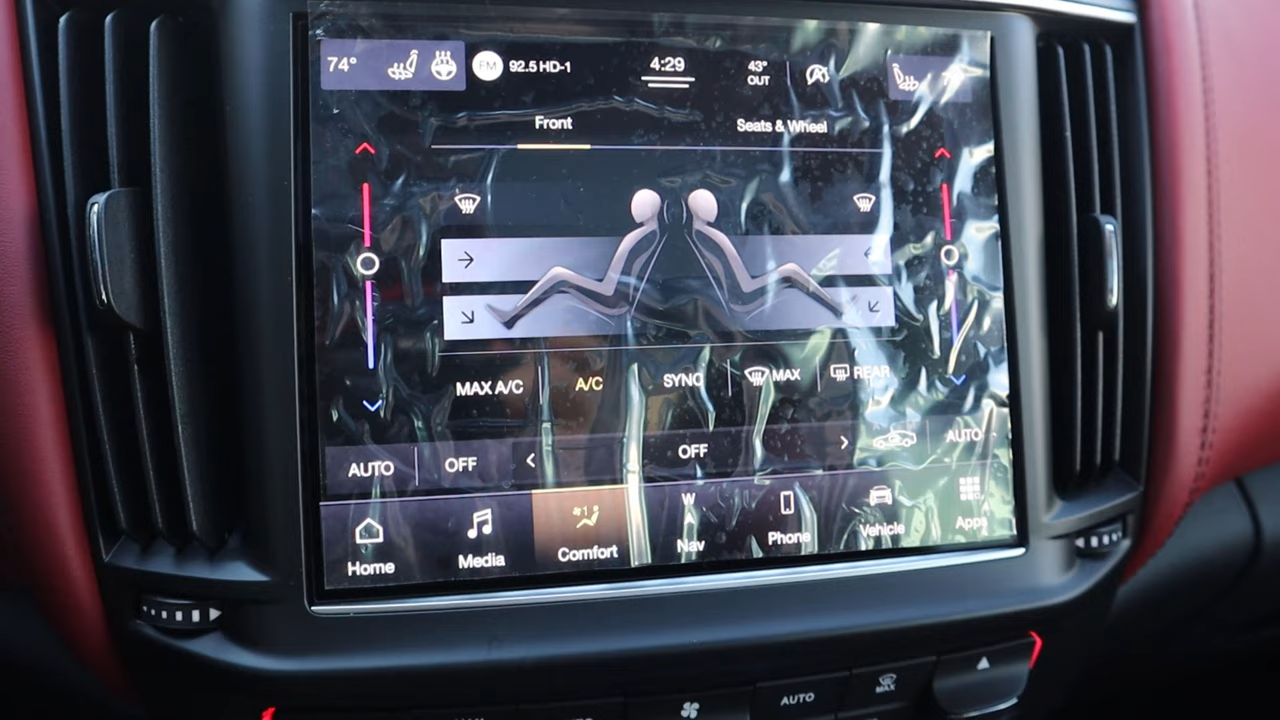 74°
FM 92.5 HD-1
4:29
43°
OUT
Front
Seats & Wheel
MAX A/C
A/C
SYNC
MAX
REAR
AUTO
OFF
OFF
AUTO
Home
Media
Comfort
W
Nav
Phone
Vehicle
Apps
AUTO
MAX